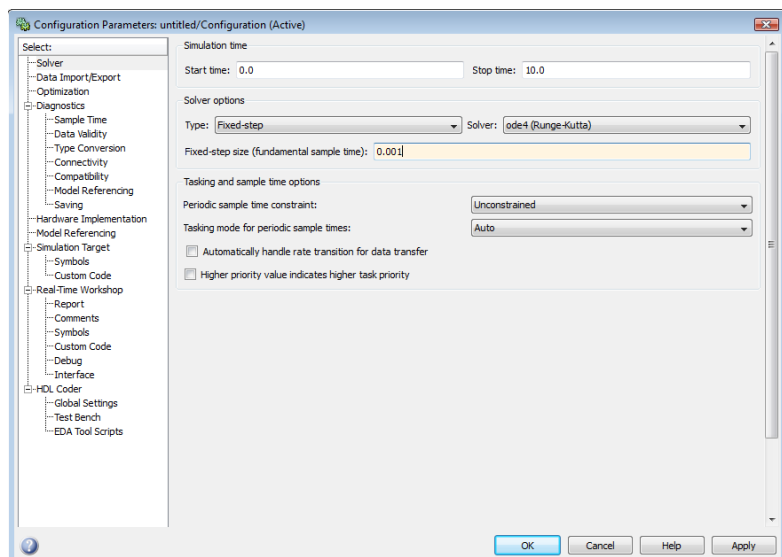 Configuration Parameters: untitled/Configuration (Active)
Select:
Solver
Data Import/Export
Optimization
Diagnostics
Sample Time
Data Validity
Type Conversion
Connectivity
Compatibility
Model Referencing
Saving
Hardware Implementation
Model Referencing
Simulation Target
Symbols
Custom Code
Real-Time Workshop
Report
Comments
Symbols
Custom Code
Debug
Interface
HDL Coder
Global Settings
Test Bench
EDA Tool Scripts
Simulation time
Start time: 0.0 Stop time: 10.0
Solver options
Type: Fixed-step Solver: ode4 (Runge-Kutta)
Fixed-step size (fundamental sample time): 0.001
Tasking and sample time options
Periodic sample time constraint: Unconstrained
Tasking mode for periodic sample times: Auto
Automatically handle rate transition for data transfer
Higher priority value indicates higher task priority
OK Cancel Help Apply